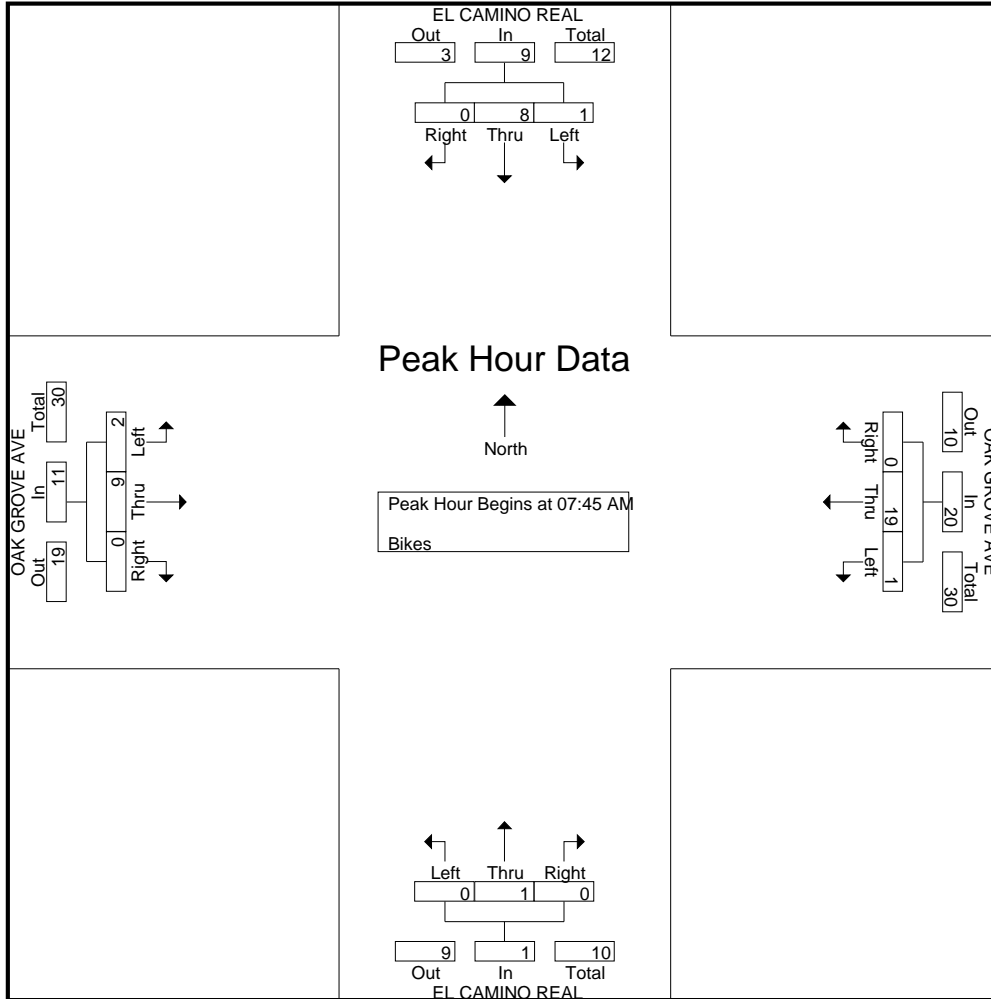 EL CAMINO REAL
Out In Total
3 9 12
0 8 1
Right Thru Left
Peak Hour Data
North
Peak Hour Begins at 07:45 AM
Bikes
OAK GROVE AVE
Total In Out
30 11 19
2 9 0
Left Thru Right
OAK GROVE AVE
Out In Total
10 20 30
0 19 1
Right Thru Left
Left Thru Right
0 1 0
9 1 10
Out In Total
EL CAMINO REAL